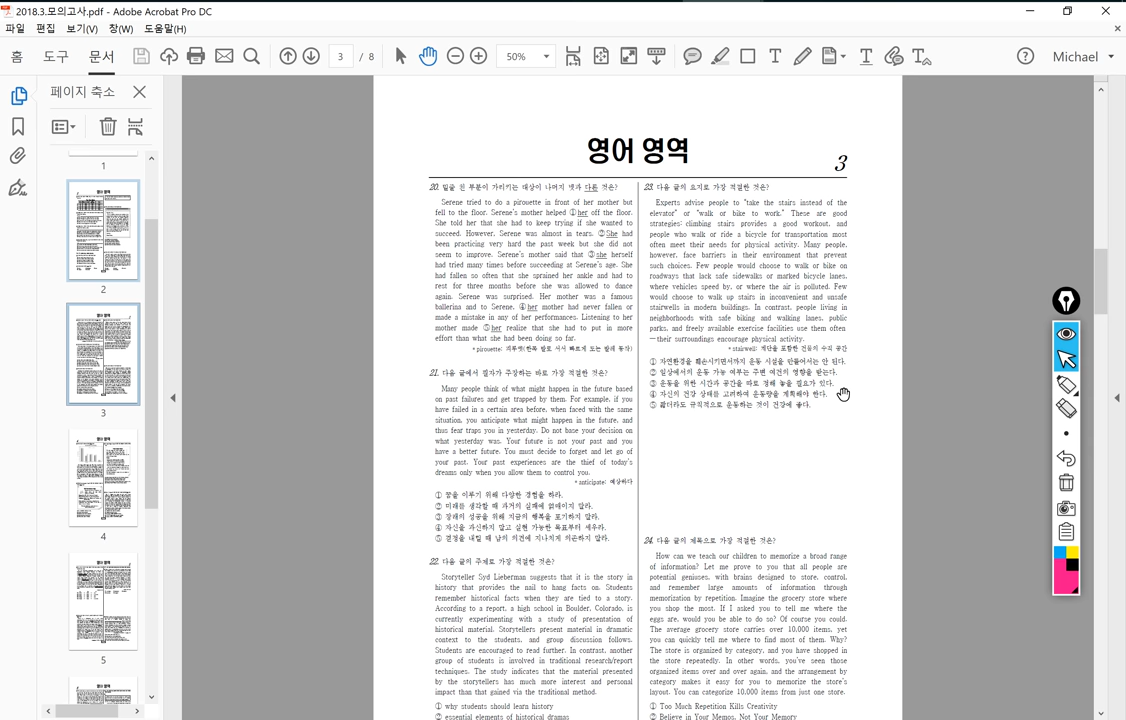 2018.3.모의고사.pdf - Adobe Acrobat Pro DC
파일 편집 보기(V) 창(W) 도움말(H)
홈 도구 문서 3 / 8 50% Michael
페이지 축소
1
2
3
4
5
영어 영역
3
20. 밑줄 친 부분이 가리키는 대상이 나머지 넷과 다른 것은?
Serene tried to do a pirouette in front of her mother but
fell to the floor. Serene's mother helped ①her off the floor.
She told her that she had to keep trying if she wanted to
succeed. However, Serene was almost in tears. ②She had
been practicing very hard the past week but she did not
seem to improve. Serene's mother said that ③she herself
had tried many times before succeeding at Serene's age. She
had fallen so often that she sprained her ankle and had to
rest for three months before she was allowed to dance
again. Serene was surprised. Her mother was a famous
ballerina and to Serene, ④her mother had never fallen or
made a mistake in any of her performances. Listening to her
mother made ⑤her realize that she had to put in more
effort than what she had been doing so far.
* pirouette: 피루엣(한쪽 발로 서서 빠르게 도는 발레 동작)
21. 다음 글에서 필자가 주장하는 바로 가장 적절한 것은?
Many people think of what might happen in the future based
on past failures and get trapped by them. For example, if you
have failed in a certain area before, when faced with the same
situation, you anticipate what might happen in the future, and
thus fear traps you in yesterday. Do not base your decision on
what yesterday was. Your future is not your past and you
have a better future. You must decide to forget and let go of
your past. Your past experiences are the thief of today's
dreams only when you allow them to control you.
* anticipate: 예상하다
① 꿈을 이루기 위해 다양한 경험을 하라.
② 미래를 생각할 때 과거의 실패에 얽매이지 말라.
③ 장래의 성공을 위해 지금의 행복을 포기하지 말라.
④ 자신을 과신하지 말고 실현 가능한 목표부터 세우라.
⑤ 결정을 내릴 때 남의 의견에 지나치게 의존하지 말라.
22. 다음 글의 주제로 가장 적절한 것은?
Storyteller Syd Lieberman suggests that it is the story in
history that provides the nail to hang facts on. Students
remember historical facts when they are tied to a story.
According to a report, a high school in Boulder, Colorado, is
currently experimenting with a study of presentation of
historical material. Storytellers present material in dramatic
context to the students, and group discussion follows.
Students are encouraged to read further. In contrast, another
group of students is involved in traditional research/report
techniques. The study indicates that the material presented
by the storytellers has much more interest and personal
impact than that gained via the traditional method.
① why students should learn history
② essential elements of historical dramas
23. 다음 글의 요지로 가장 적절한 것은?
Experts advise people to "take the stairs instead of the
elevator" or "walk or bike to work." These are good
strategies: climbing stairs provides a good workout, and
people who walk or ride a bicycle for transportation most
often meet their needs for physical activity. Many people,
however, face barriers in their environment that prevent
such choices. Few people would choose to walk or bike on
roadways that lack safe sidewalks or marked bicycle lanes,
where vehicles speed by, or where the air is polluted. Few
would choose to walk up stairs in inconvenient and unsafe
stairwells in modern buildings. In contrast, people living in
neighborhoods with safe biking and walking lanes, public
parks, and freely available exercise facilities use them often
—their surroundings encourage physical activity.
* stairwell: 계단을 포함한 건물의 수직 공간
① 자연환경을 훼손시키면서까지 운동 시설을 만들어서는 안 된다.
② 일상에서의 운동 가능 여부는 주변 여건의 영향을 받는다.
③ 운동을 위한 시간과 공간을 따로 정해 놓을 필요가 있다.
④ 자신의 건강 상태를 고려하여 운동량을 계획해야 한다.
⑤ 짧더라도 규칙적으로 운동하는 것이 건강에 좋다.
24. 다음 글의 제목으로 가장 적절한 것은?
How can we teach our children to memorize a broad range
of information? Let me prove to you that all people are
potential geniuses, with brains designed to store, control,
and remember large amounts of information through
memorization by repetition. Imagine the grocery store where
you shop the most. If I asked you to tell me where the
eggs are, would you be able to do so? Of course you could.
The average grocery store carries over 10,000 items, yet
you can quickly tell me where to find most of them. Why?
The store is organized by category, and you have shopped in
the store repeatedly. In other words, you've seen those
organized items over and over again, and the arrangement by
category makes it easy for you to memorize the store's
layout. You can categorize 10,000 items from just one store.
① Too Much Repetition Kills Creativity
② Believe in Your Memos, Not Your Memory